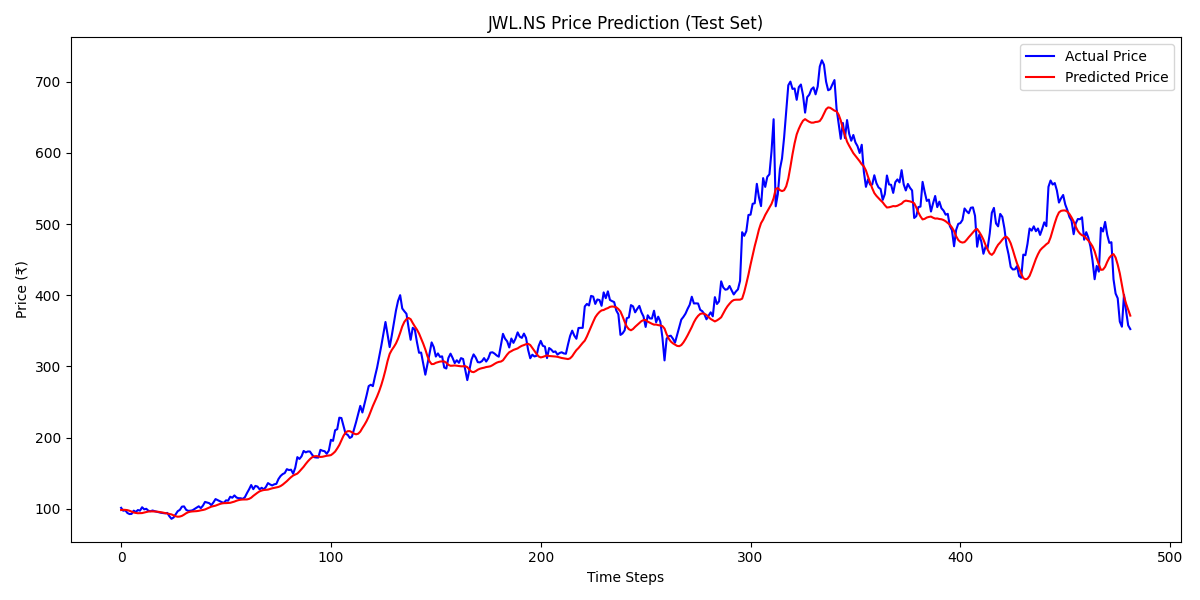 JWL.NS Price Prediction (Test Set)
Actual Price
Predicted Price
Price (₹)
700
600
500
400
300
200
100
0 100 200 300 400 500
Time Steps